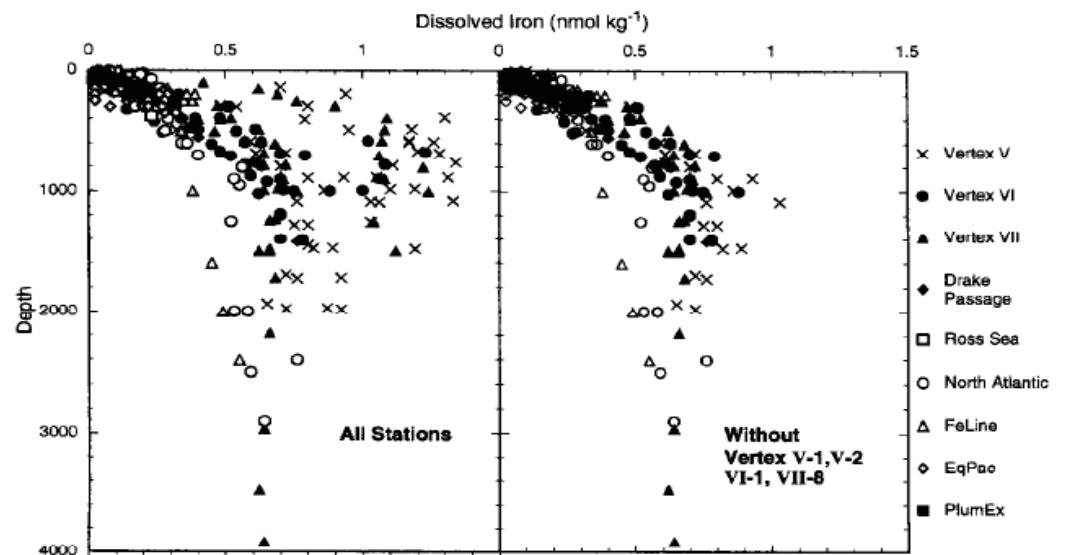 Dissolved Iron (nmol kg-1)
0 0.5 1 0 0.5 1 1.5
0
1000
2000
3000
4000
Depth
All Stations
Without
Vertex V-1,V-2
VI-1, VII-8
Vertex V
Vertex VI
Vertex VII
Drake
Passage
Ross Sea
North Atlantic
FeLine
EqPac
PlumEx